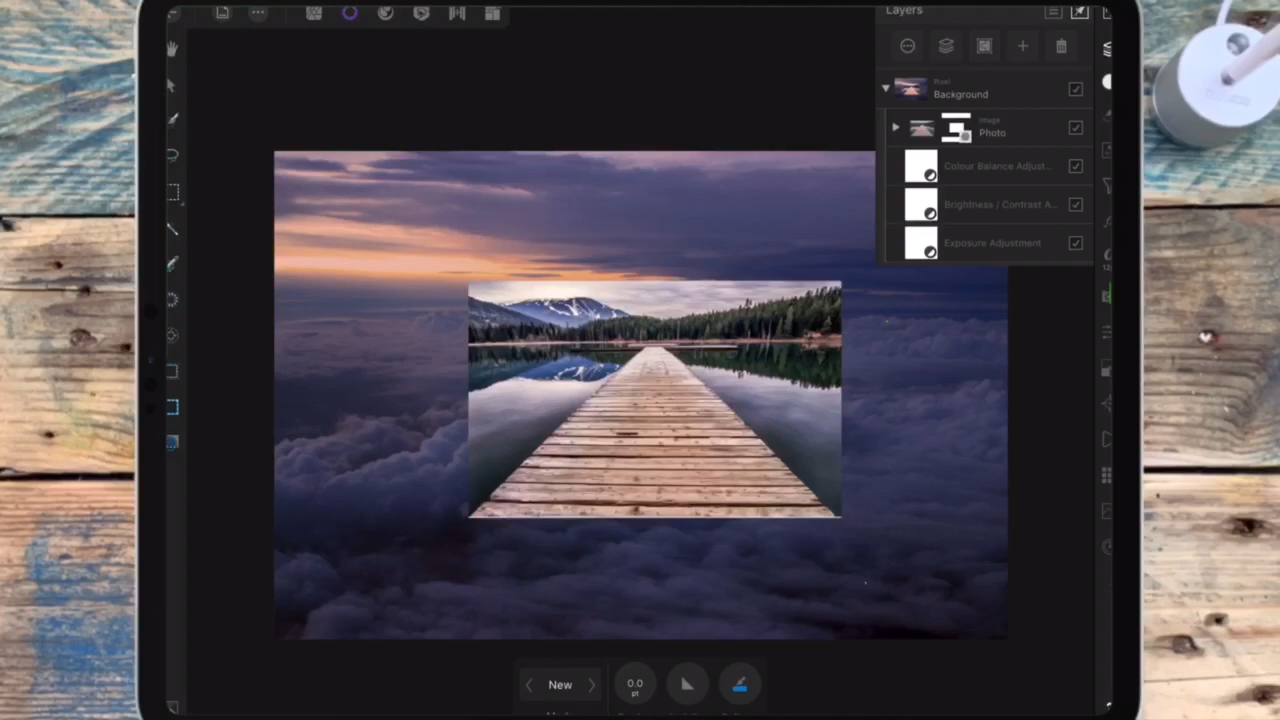 Layers
Pixel
Background
Image
Photo
Colour Balance Adjust...
Brightness / Contrast A...
Exposure Adjustment
New
0.0
pt